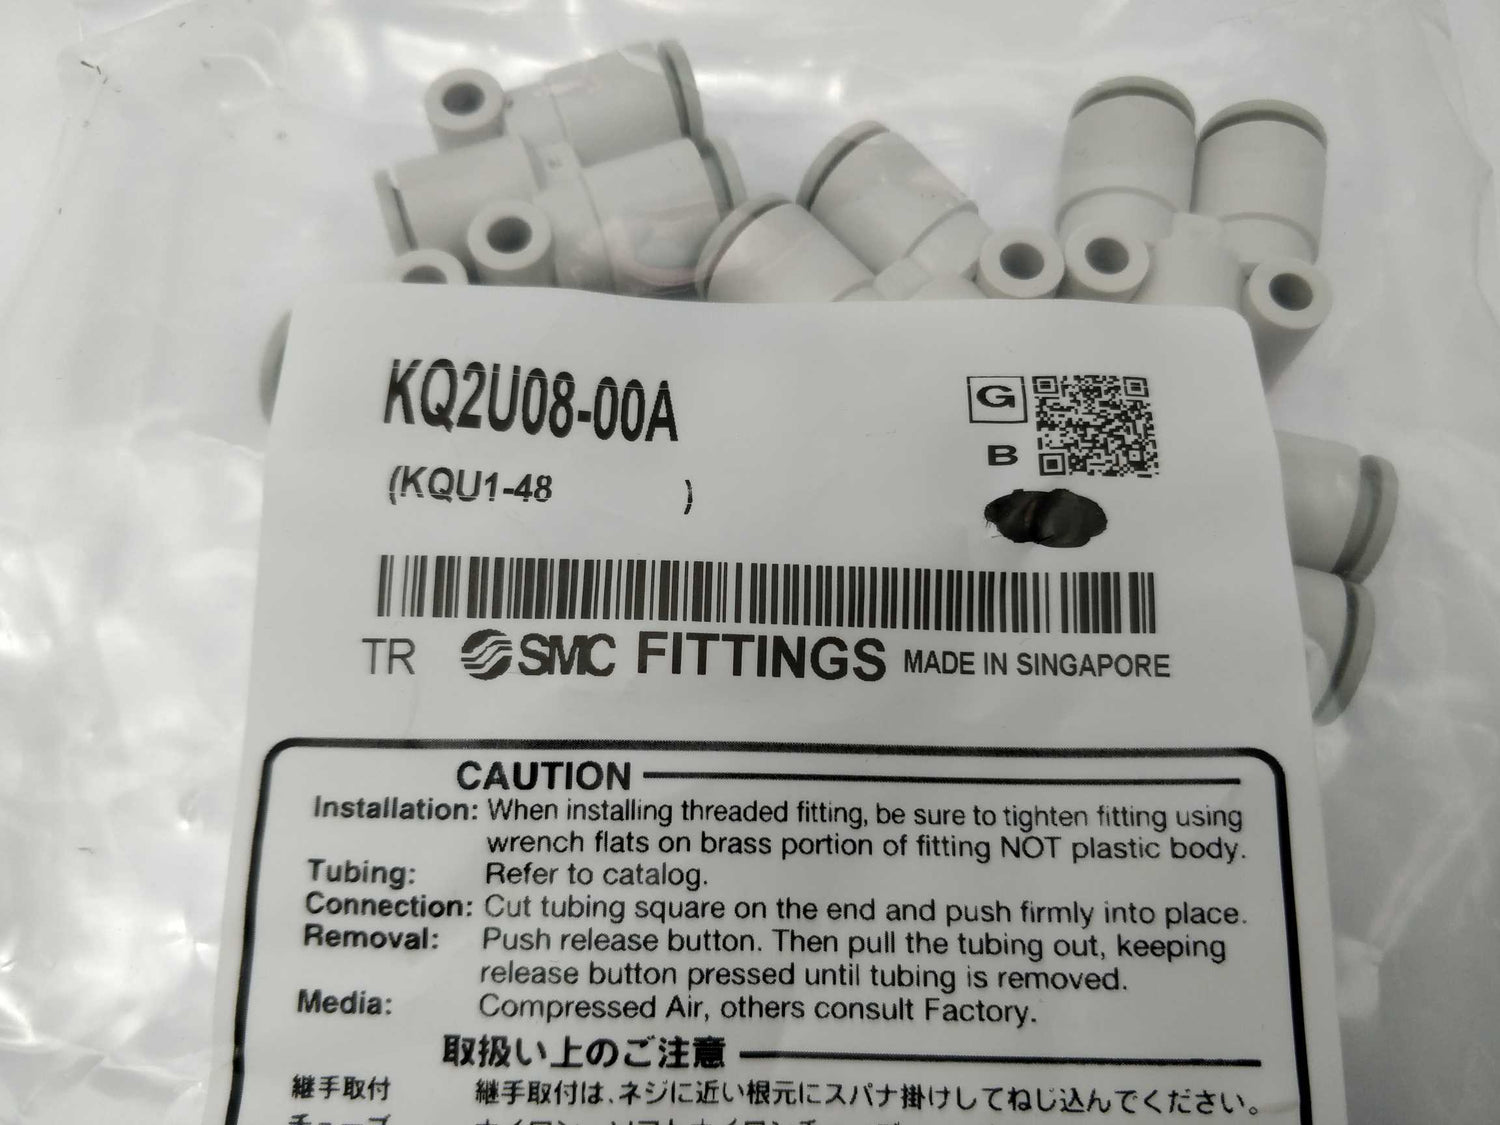 KQ2U08-00A
(KQU1-48 )
G
B
TR SMC FITTINGS MADE IN SINGAPORE
CAUTION
Installation: When installing threaded fitting, be sure to tighten fitting using
wrench flats on brass portion of fitting NOT plastic body.
Tubing: Refer to catalog.
Connection: Cut tubing square on the end and push firmly into place.
Removal: Push release button. Then pull the tubing out, keeping
release button pressed until tubing is removed.
Media: Compressed Air, others consult Factory.
取扱い上のご注意
継手取付 継手取付は、ネジに近い根元にスパナ掛けしてねじ込んでください。
チューブ